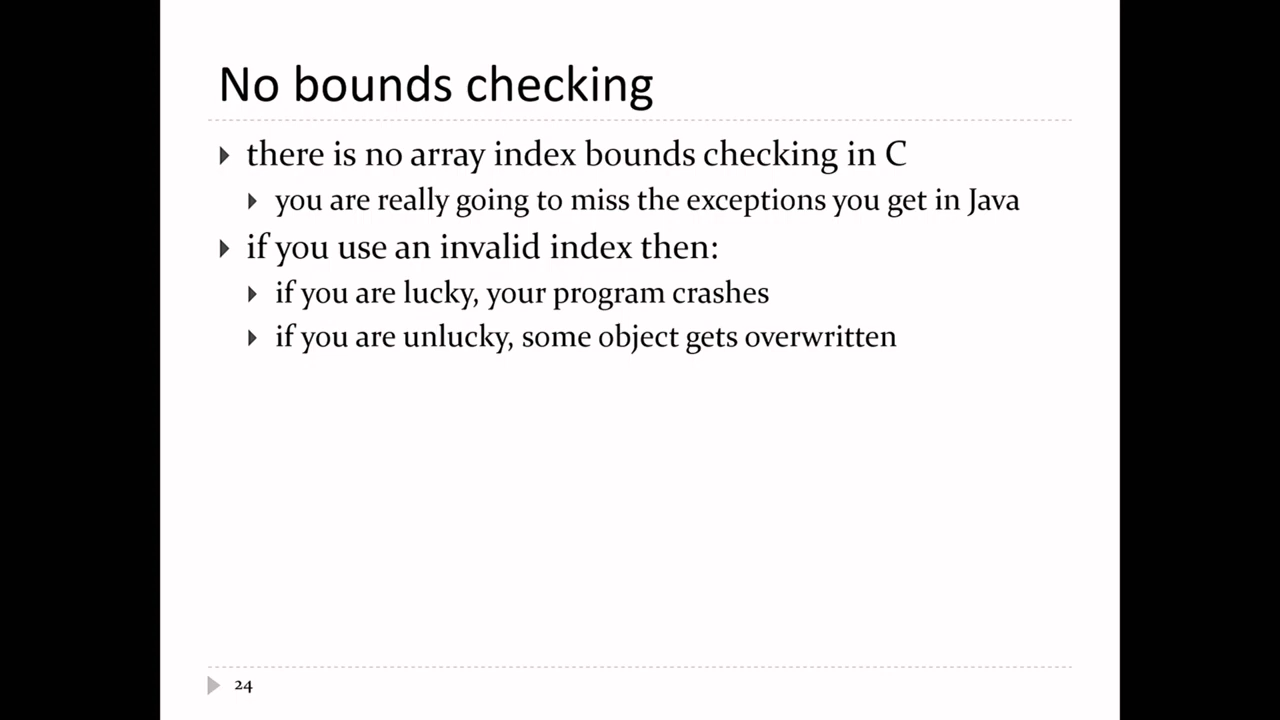 No bounds checking
there is no array index bounds checking in C
you are really going to miss the exceptions you get in Java
if you use an invalid index then:
if you are lucky, your program crashes
if you are unlucky, some object gets overwritten
24